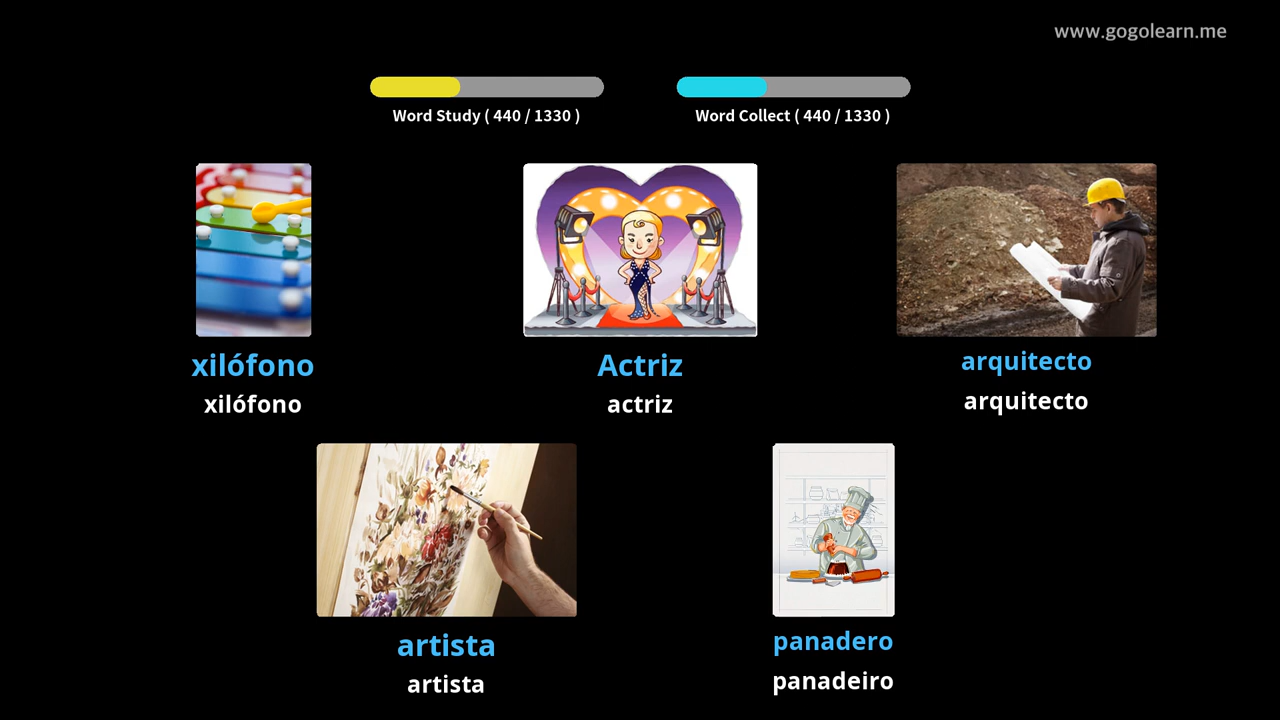 www.gogolearn.me
Word Study ( 440 / 1330 )
Word Collect ( 440 / 1330 )
xilófono
xilófono
Actriz
actriz
arquitecto
arquitecto
artista
artista
panadero
panadeiro